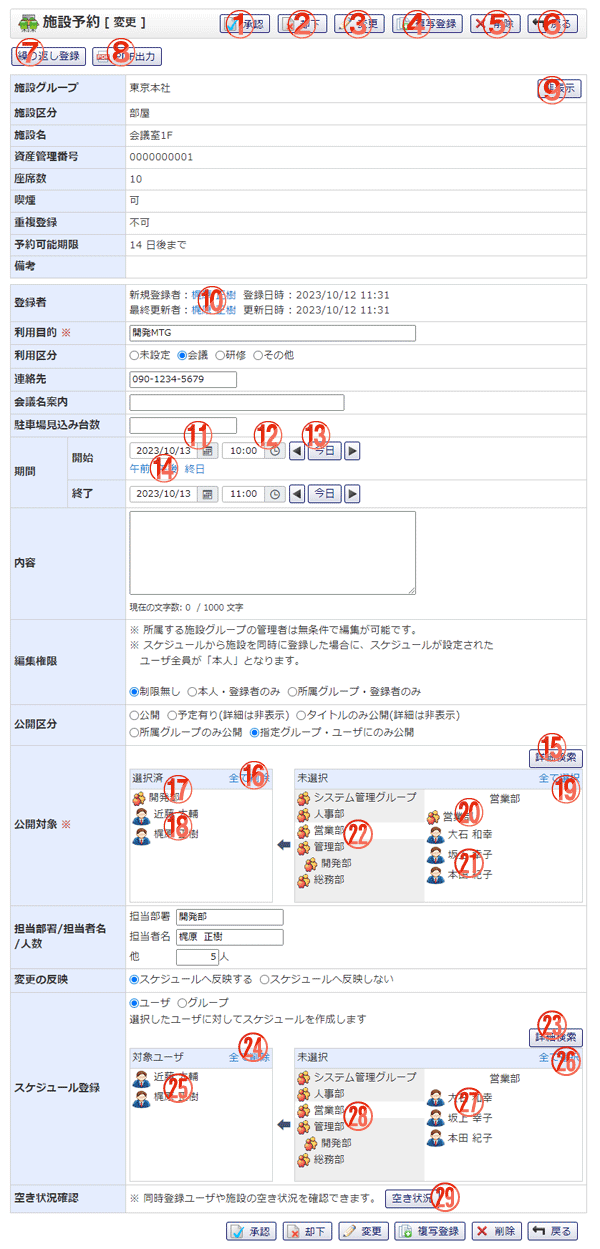 施設予約 [ 変更 ]
① 承認 ② 却下 ③ 変更 ④ 複写登録 ⑤ 削除 ⑥ 戻る
⑦ 繰り返し登録 ⑧ PDF出力
施設グループ 東京本社 ⑨ 表示
施設区分 部屋
施設名 会議室1F
資産管理番号 0000000001
座席数 10
喫煙 可
重複登録 不可
予約可能期限 14 日後まで
備考
登録者 新規登録者 : 梶原 正樹 登録日時 : 2023/10/12 11:31
最終更新者 : 梶原 正樹 更新日時 : 2023/10/12 11:31
⑩
利用目的 ※ 開発MTG
利用区分 未設定 会議 研修 その他
連絡先 090-1234-5679
会議名案内
駐車場見込み台数
⑪ ⑫ ⑬
期間 開始 2023/10/13 10:00 今日
午前 ⑭ 終日
終了 2023/10/13 11:00 今日
内容
現在の文字数: 0 / 1000 文字
編集権限 ※ 所属する施設グループの管理者は無条件で編集が可能です。
※ スケジュールから施設を同時に登録した場合に、スケジュールが設定された
ユーザ全員が「本人」となります。
制限無し 本人・登録者のみ 所属グループ・登録者のみ
公開区分 公開 予定有り(詳細は非表示) タイトルのみ公開(詳細は非表示)
所属グループのみ公開 指定グループ・ユーザにのみ公開
⑮ 詳細検索
公開対象 ※
選択済 全て削除 ⑯
⑰ 開発部
近藤 大輔
⑱ 梶原 正樹
未選択 全て選択 ⑲
システム管理グループ
人事部
営業部
㉒
管理部
開発部
総務部
営業部
営業部 ⑳
大石 和幸
坂上 幸子 ㉑
本田 紀子
担当部署/担当者名
/人数
担当部署 開発部
担当者名 梶原 正樹
他 5 人
変更の反映 スケジュールへ反映する スケジュールへ反映しない
スケジュール登録 ユーザ グループ
選択したユーザに対してスケジュールを作成します
㉓ 詳細検索
対象ユーザ 全て削除 ㉔
近藤 大輔
㉕
梶原 正樹
未選択 全て選択 ㉖
システム管理グループ
人事部
営業部
㉘
管理部
開発部
総務部
営業部
大石 和幸 ㉗
坂上 幸子
本田 紀子
空き状況確認 ※ 同時登録ユーザや施設の空き状況を確認できます。 空き状況 ㉙
承認 却下 変更 複写登録 削除 戻る